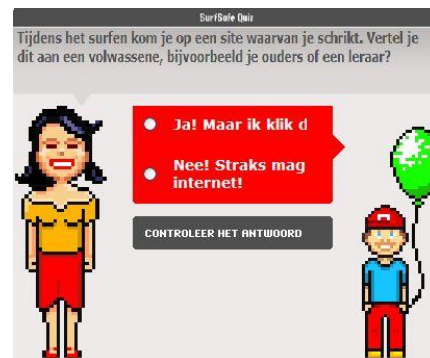 SurfSafe Quiz
Tijdens het surfen kom je op een site waarvan je schrikt. Vertel je
dit aan een volwassene, bijvoorbeeld je ouders of een leraar?
Ja! Maar ik klik d
Nee! Straks mag
internet!
CONTROLEER HET ANTWOORD